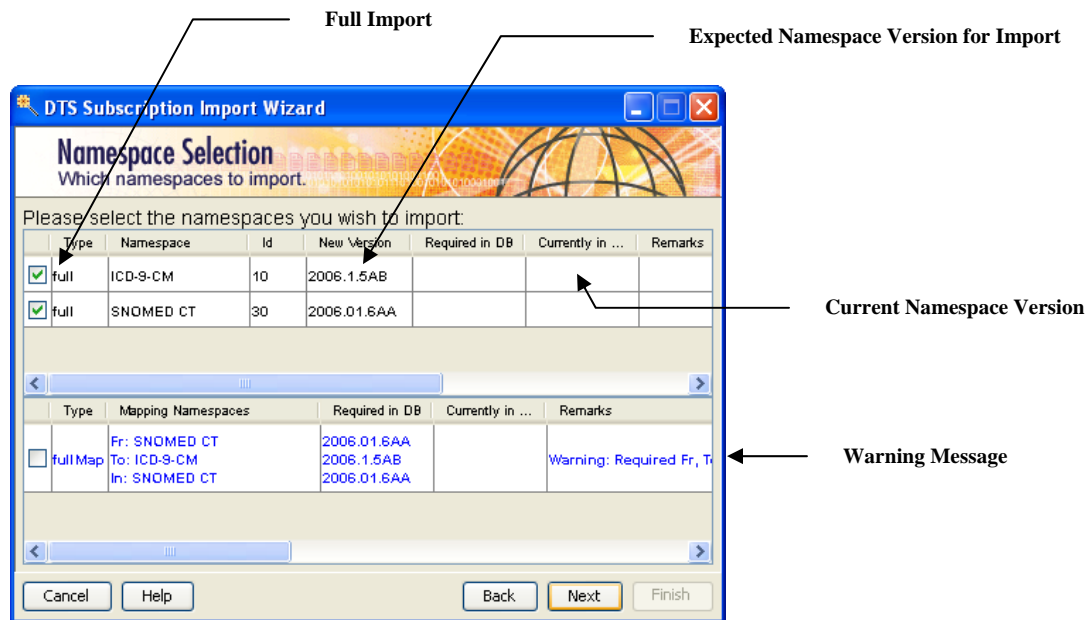 Full Import
Expected Namespace Version for Import
DTS Subscription Import Wizard
Namespace Selection
Which namespaces to import.
Please select the namespaces you wish to import:
Type Namespace Id New Version Required in DB Currently in ... Remarks
full ICD-9-CM 10 2006.1.5AB
full SNOMED CT 30 2006.01.6AA
Current Namespace Version
Type Mapping Namespaces Required in DB Currently in ... Remarks
Fr: SNOMED CT 2006.01.6AA
full Map To: ICD-9-CM 2006.1.5AB Warning: Required Fr, T
In: SNOMED CT 2006.01.6AA
Warning Message
Cancel Help Back Next Finish